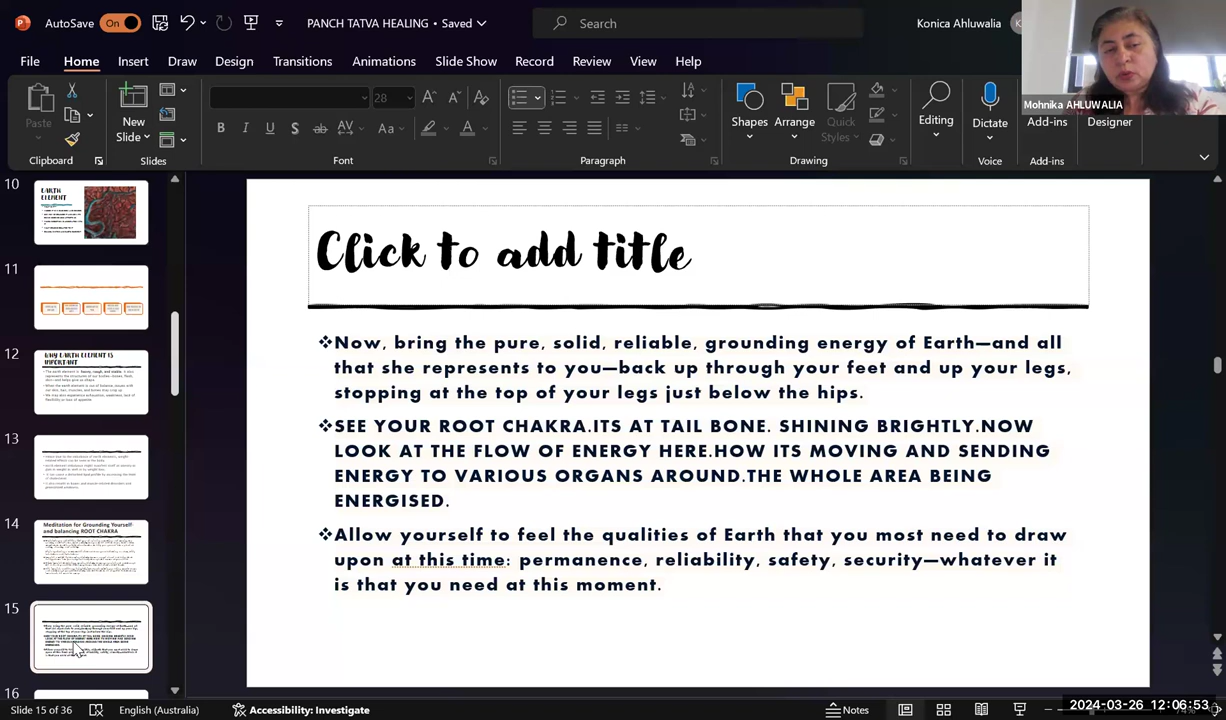 AutoSave On PANCH TATVA HEALING • Saved Search Konica Ahluwalia
File Home Insert Draw Design Transitions Animations Slide Show Record Review View Help
Mohnika AHLUWALIA
Paste New Slide 28 Shapes Arrange Quick Styles Editing Dictate Add-ins Designer
Clipboard Slides Font Paragraph Drawing Voice Add-ins
10
EARTH ELEMENT
11
12
WHY EARTH ELEMENT IS IMPORTANT
13
14
Meditation for Grounding Yourself and balancing ROOT CHAKRA
15
16
Click to add title
❖Now, bring the pure, solid, reliable, grounding energy of Earth—and all
that she represents to you—back up through your feet and up your legs,
stopping at the top of your legs just below the hips.
❖SEE YOUR ROOT CHAKRA.ITS AT TAIL BONE. SHINING BRIGHTLY.NOW
LOOK AT THE FLOW OF ENERGY HERE.HOW ITS MOVING AND SENDING
ENERGY TO VARIOUS ORGANS AROUND.THE WHOLE AREA BEING
ENERGISED.
❖Allow yourself to feel the qualities of Earth that you most need to draw
upon at this time: permanence, reliability, safety, security—whatever it
is that you need at this moment.
Slide 15 of 36 English (Australia) Accessibility: Investigate Notes
2024-03-26 12:06:53